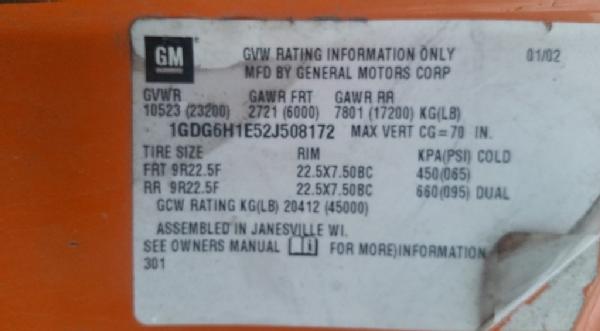 GM
GVW RATING INFORMATION ONLY 01/02
MFD BY GENERAL MOTORS CORP
GVWR GAWR FRT GAWR RR
10523 (23200) 2721 (6000) 7801 (17200) KG(LB)
1GDG6H1E52J508172 MAX VERT CG=70 IN.
TIRE SIZE RIM KPA(PSI) COLD
FRT 9R22.5F 22.5X7.50BC 450(065)
RR 9R22.5F 22.5X7.50BC 660(095) DUAL
GCW RATING KG(LB) 20412 (45000)
ASSEMBLED IN JANESVILLE WI.
SEE OWNERS MANUAL FOR MORE)INFORMATION
301